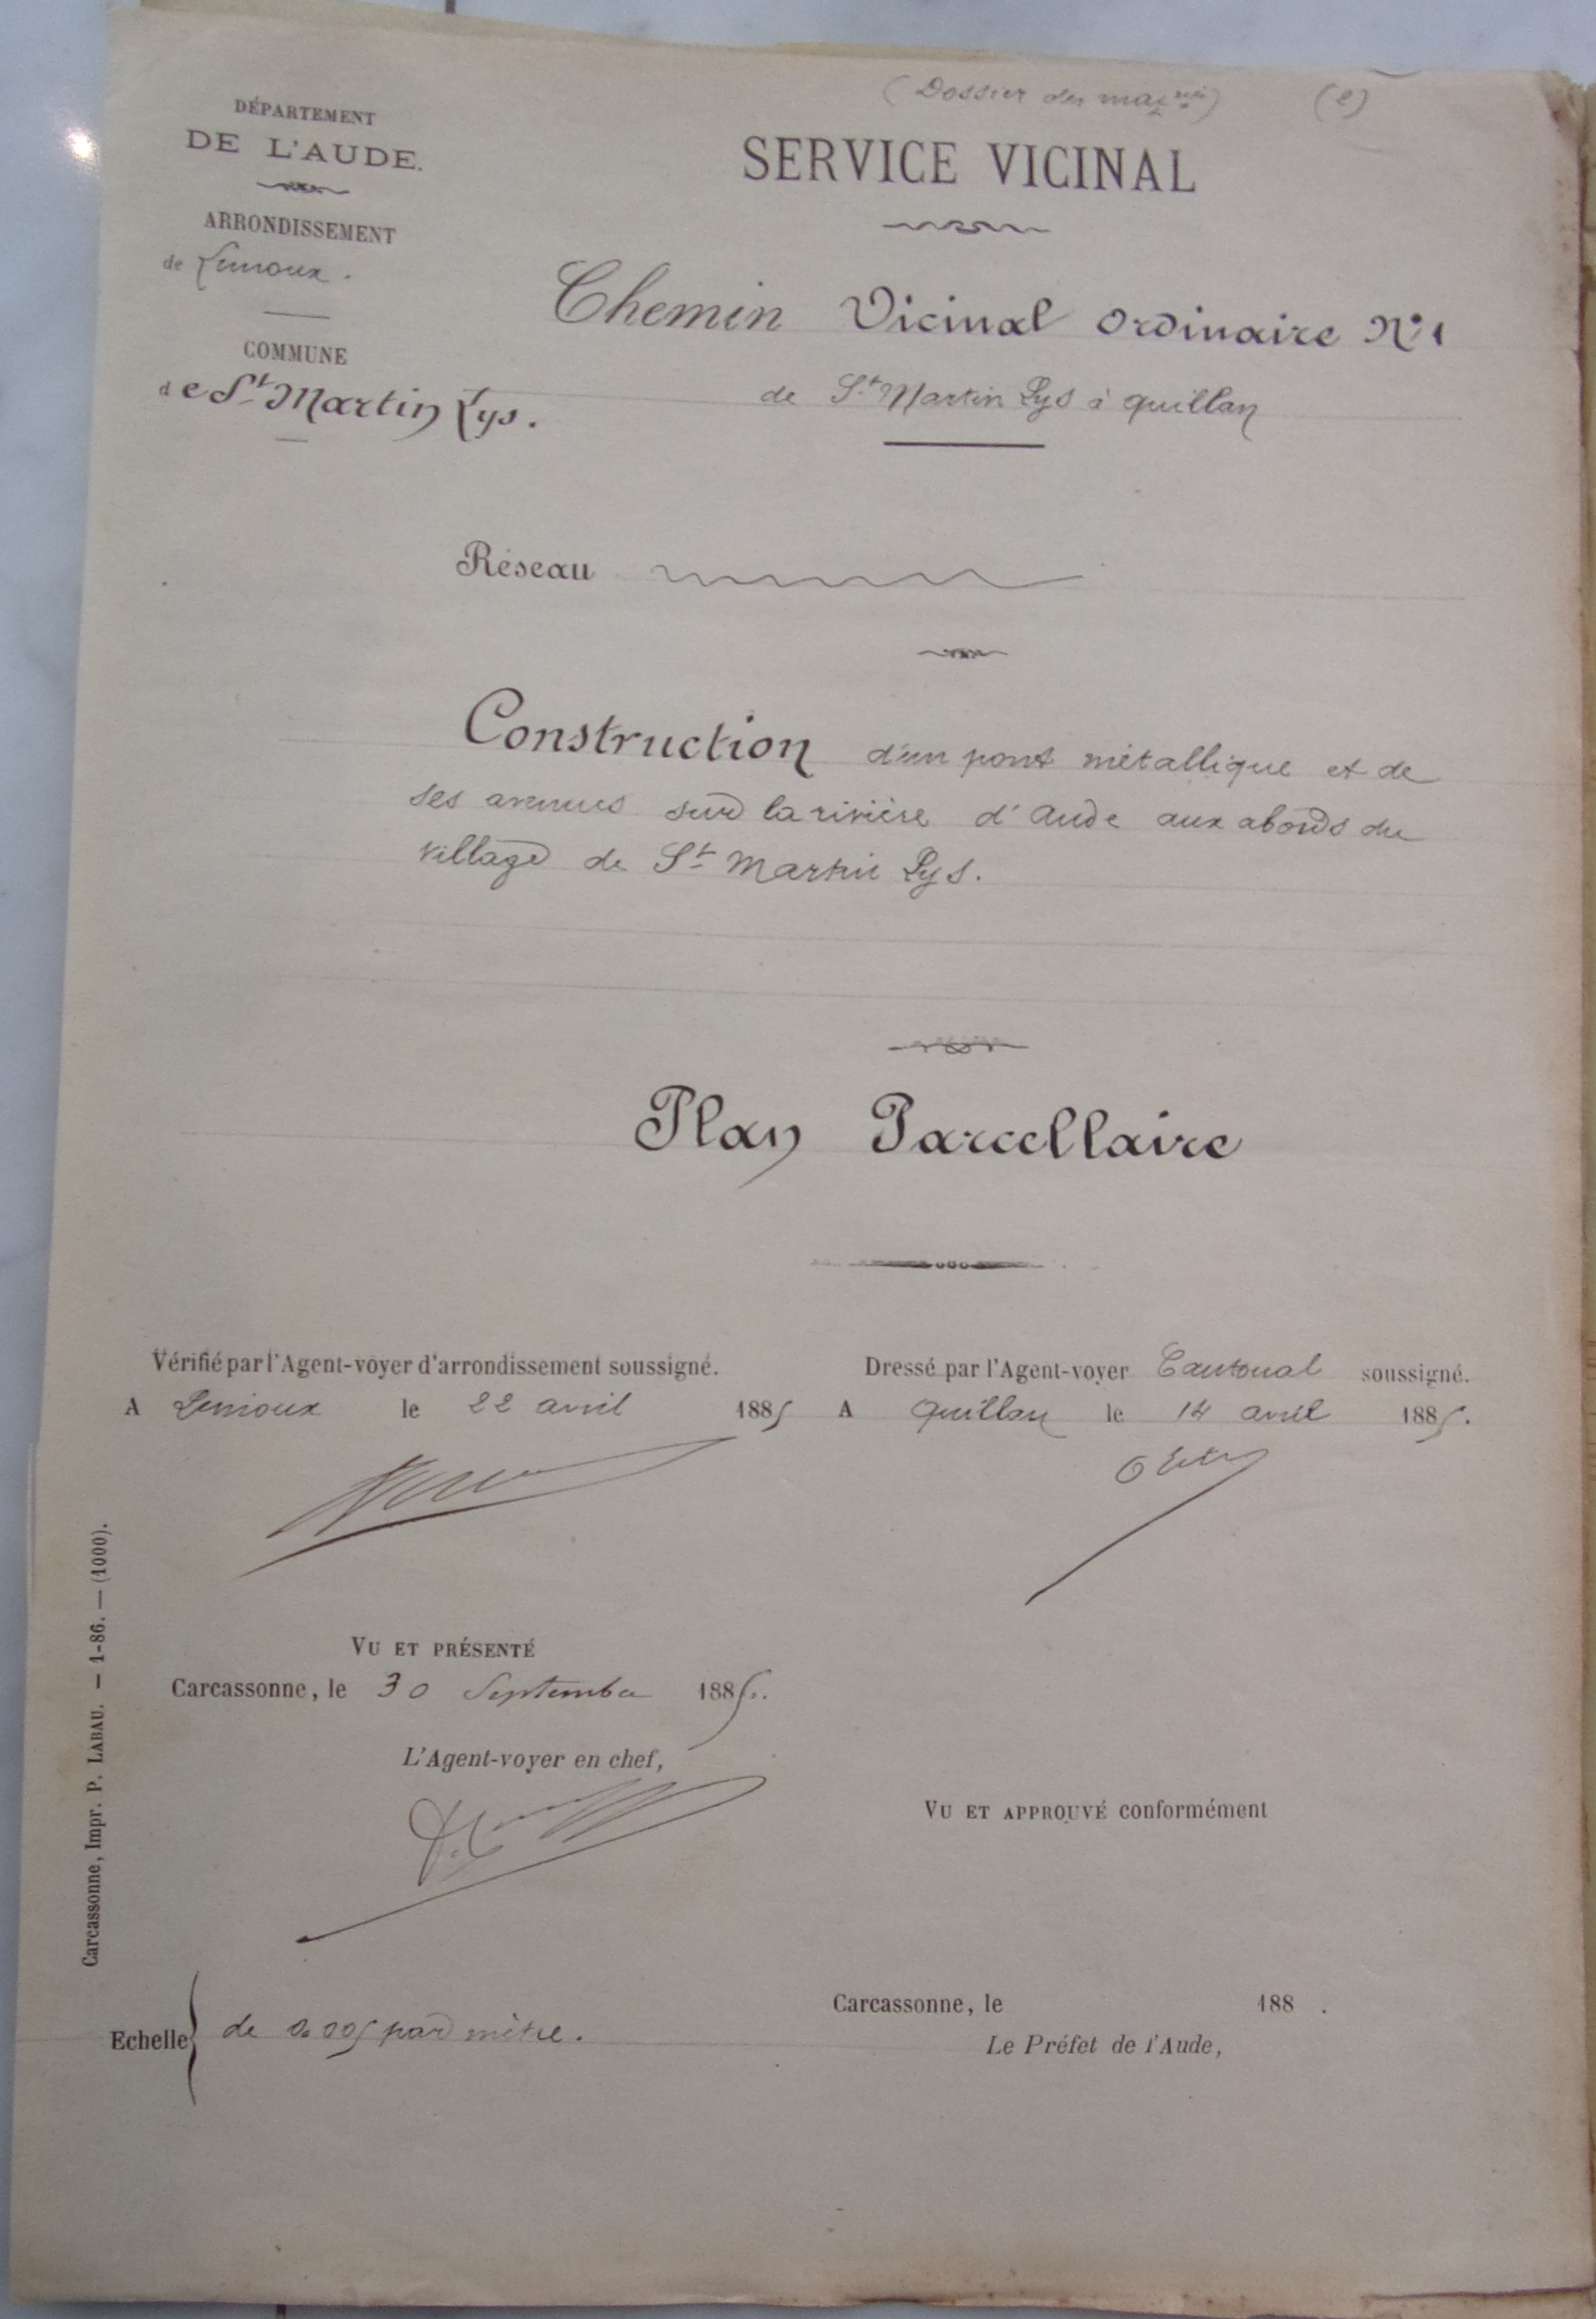 (Dossier des (2)
DÉPARTEMENT
DE L'AUDE.
ARRONDISSEMENT
de Limoux.
COMMUNE
de St Martin Lys.
SERVICE VICINAL
Chemin Vicinal Ordinaire N° 1
de St Martin Lys à Quillan
Réseau
Construction d'un pont métallique et de
ses avenues sur la rivière d'Aude aux abords du
village de St Martin Lys.
Plan Parcellaire
Vérifié par l'Agent-voyer d'arrondissement soussigné.
A Limoux le 22 avril 1885
Dressé par l'Agent-voyer Cantonal soussigné.
A Quillan le 14 avril 1885.
VU ET PRÉSENTÉ
Carcassonne, le 30 Septembre 1885.
L'Agent-voyer en chef,
VU ET APPROUVÉ conformément
Carcassonne, le 188 .
Le Préfet de l'Aude,
Echelle de 0.005 par mètre.
Carcassonne, Impr. P. LABAU. — 1-86. — (1000).